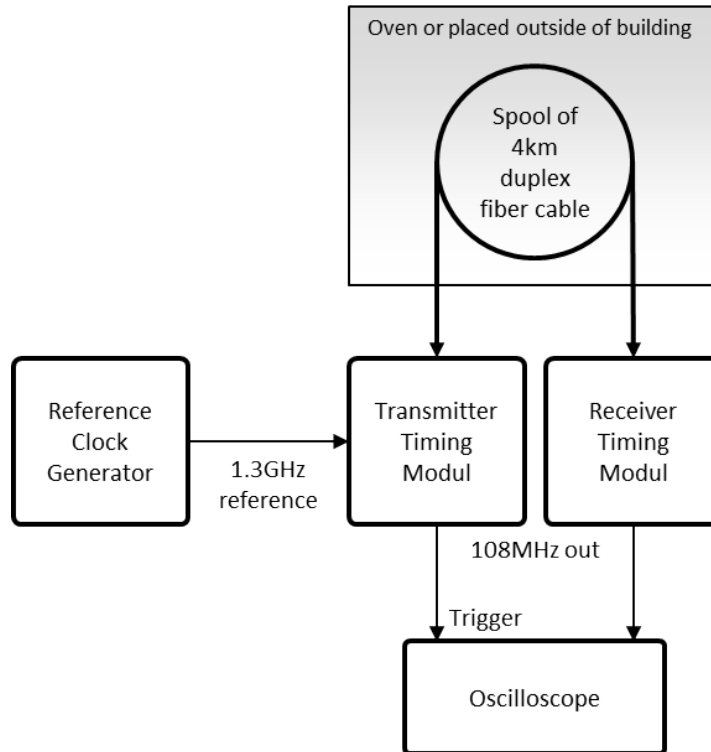 Oven or placed outside of building
Spool of
4km
duplex
fiber cable
Reference
Clock
Generator
1.3GHz
reference
Transmitter
Timing
Modul
Receiver
Timing
Modul
108MHz out
Trigger
Oscilloscope